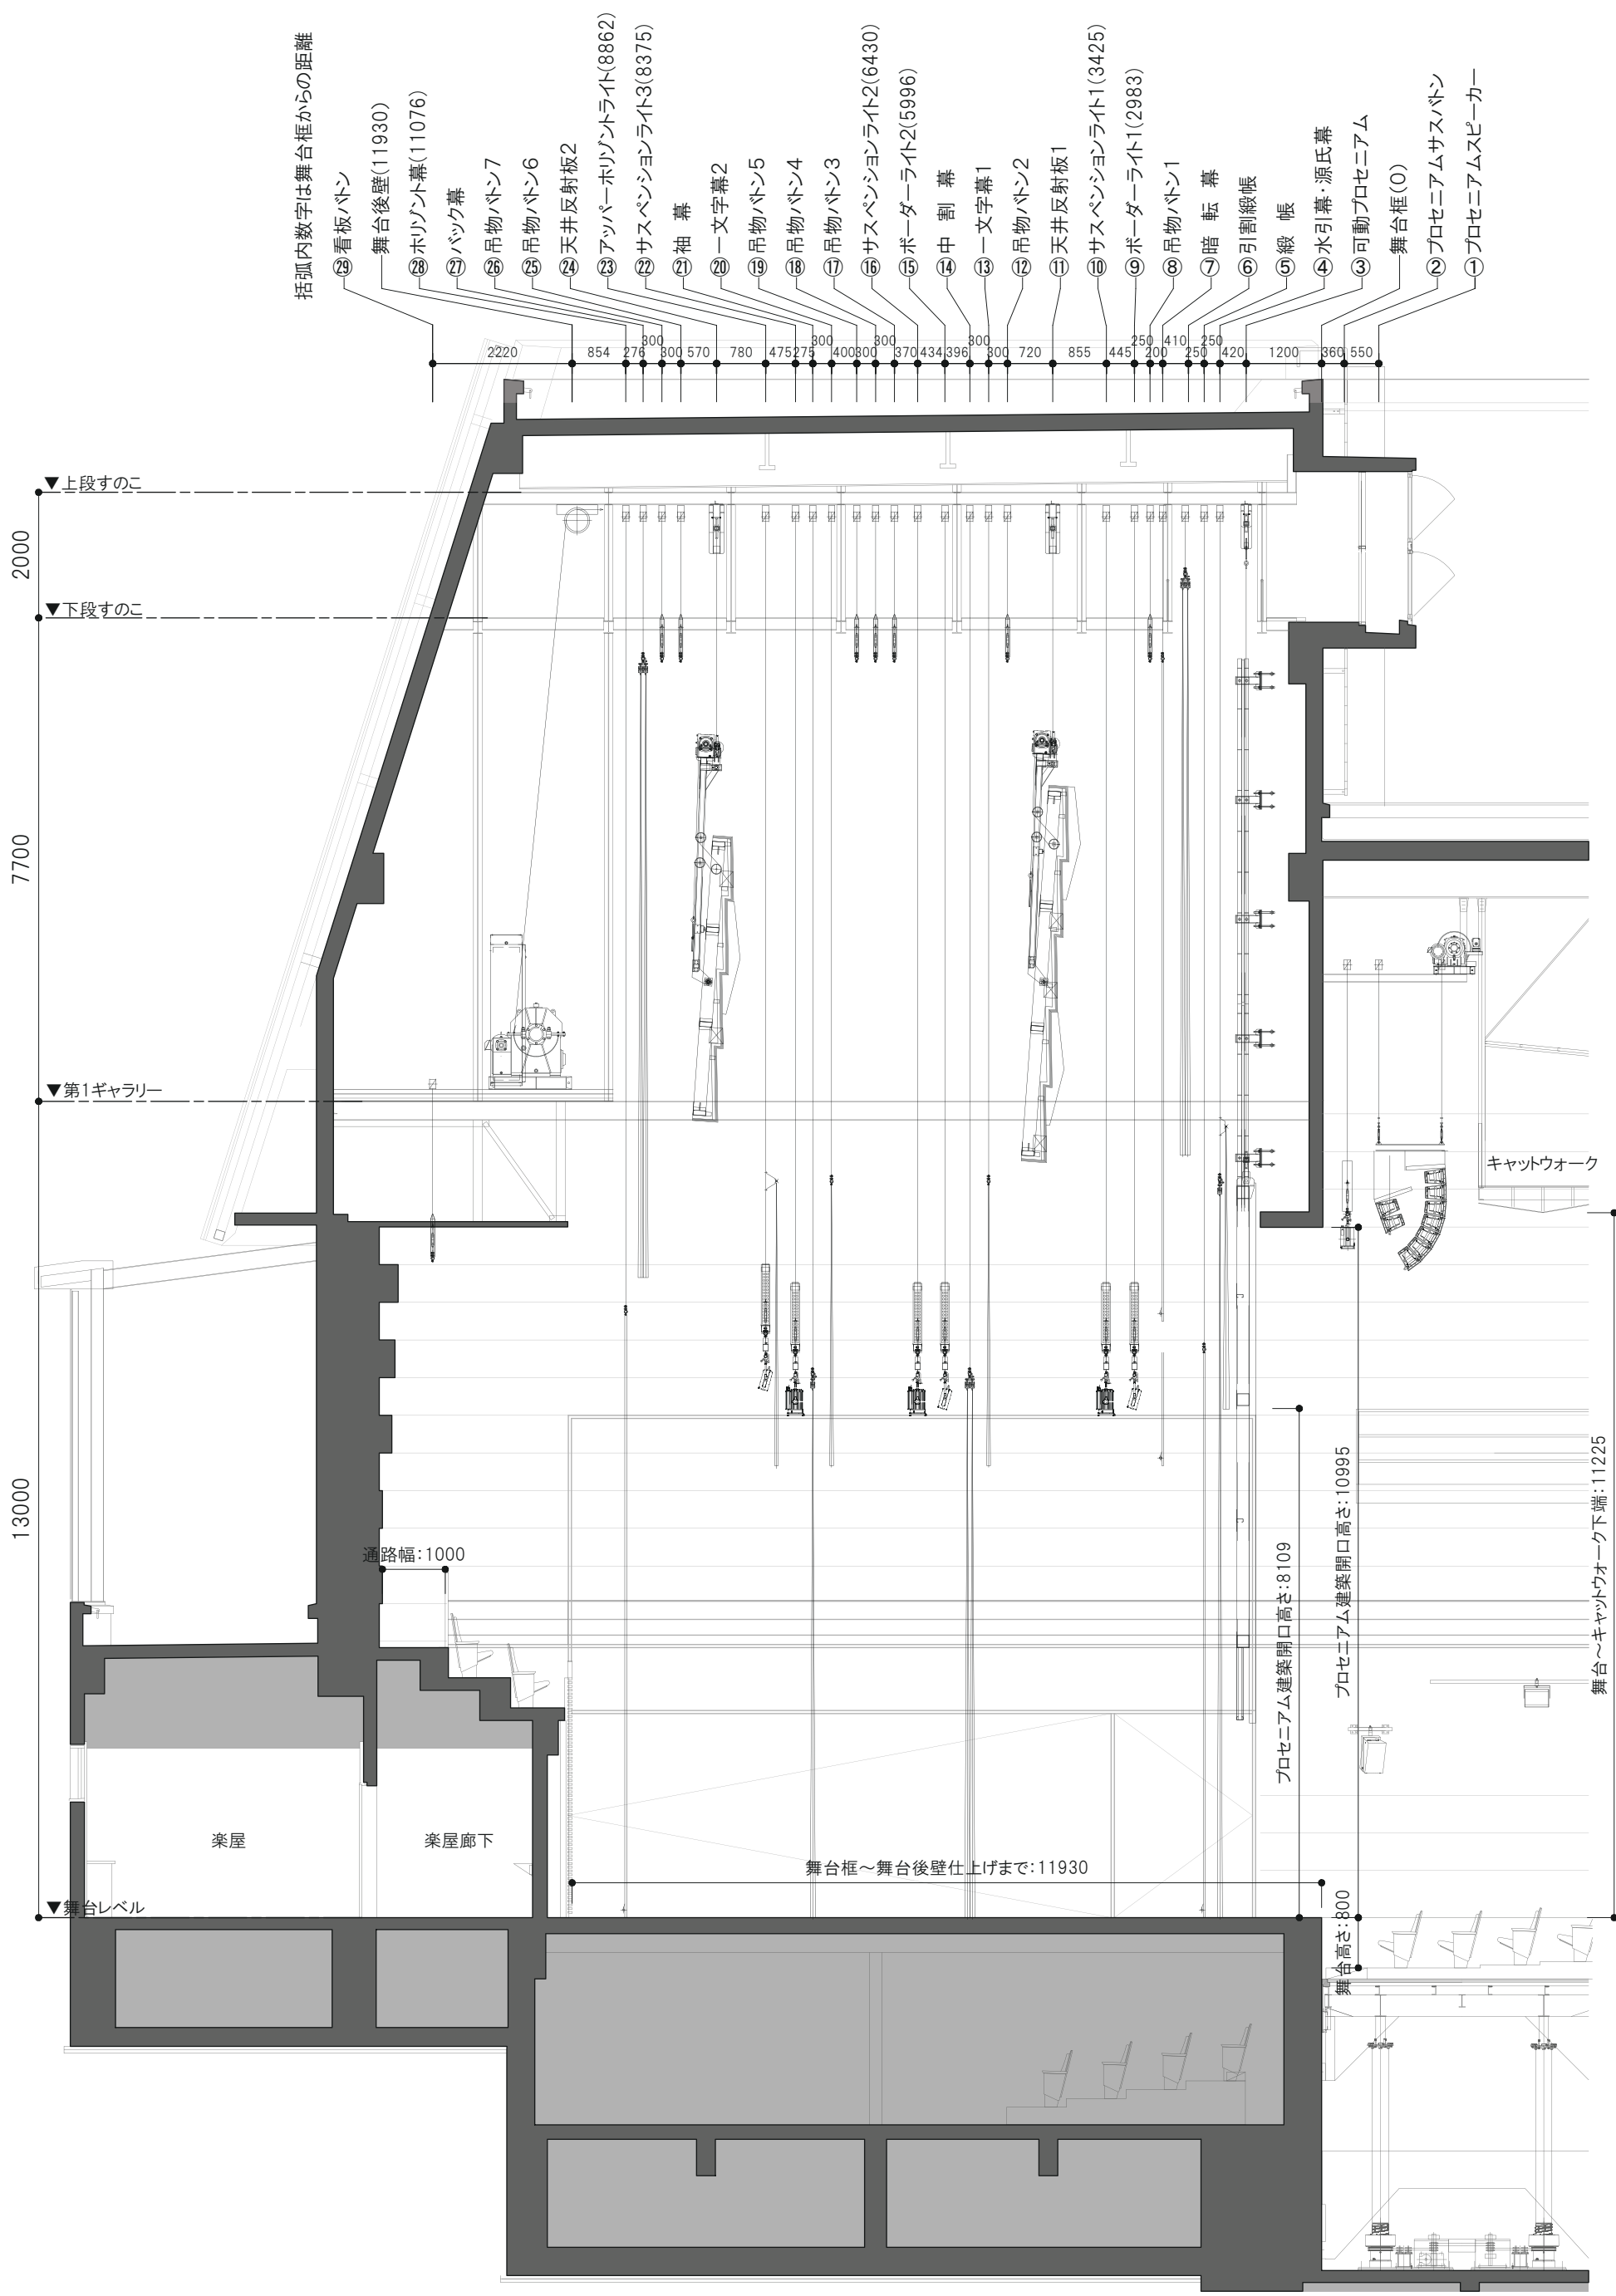 括弧内数字は舞台框からの距離
㉙看板バトン
舞台後壁(11930)
㉘ホリゾント幕(11076)
㉗バック幕
㉖吊物バトン7
㉕吊物バトン6
㉔天井反射板2
㉓アッパーホリゾントライト(8862)
㉒サスペンションライト3(8375)
㉑袖 幕
⑳一文字幕2
⑲吊物バトン5
⑱吊物バトン4
⑰吊物バトン3
⑯サスペンションライト2(6430)
⑮ボーダーライト2(5996)
⑭中 割 幕
⑬一文字幕1
⑫吊物バトン2
⑪天井反射板1
⑩サスペンションライト1(3425)
⑨ボーダーライト1(2983)
⑧吊物バトン1
⑦暗 転 幕
⑥引割緞帳
⑤緞 帳
④水引幕・源氏幕
③可動プロセニアム
舞台框(0)
②プロセニアムサスバトン
①プロセニアムスピーカー
2220
854
276
300
300
570
780
475
275
300
400
300
300
370
434
396
300
300
720
855
445
250
200
410
250
250
420
1200
360
550
▼上段すのこ
2000
▼下段すのこ
7700
▼第1ギャラリー
キャットウォーク
13000
通路幅:1000
プロセニアム建築開口高さ:8109
プロセニアム建築開口高さ:10995
舞台~キャットウォーク下端:11225
楽屋
楽屋廊下
舞台框~舞台後壁仕上げまで:11930
▼舞台レベル
舞台高さ:800